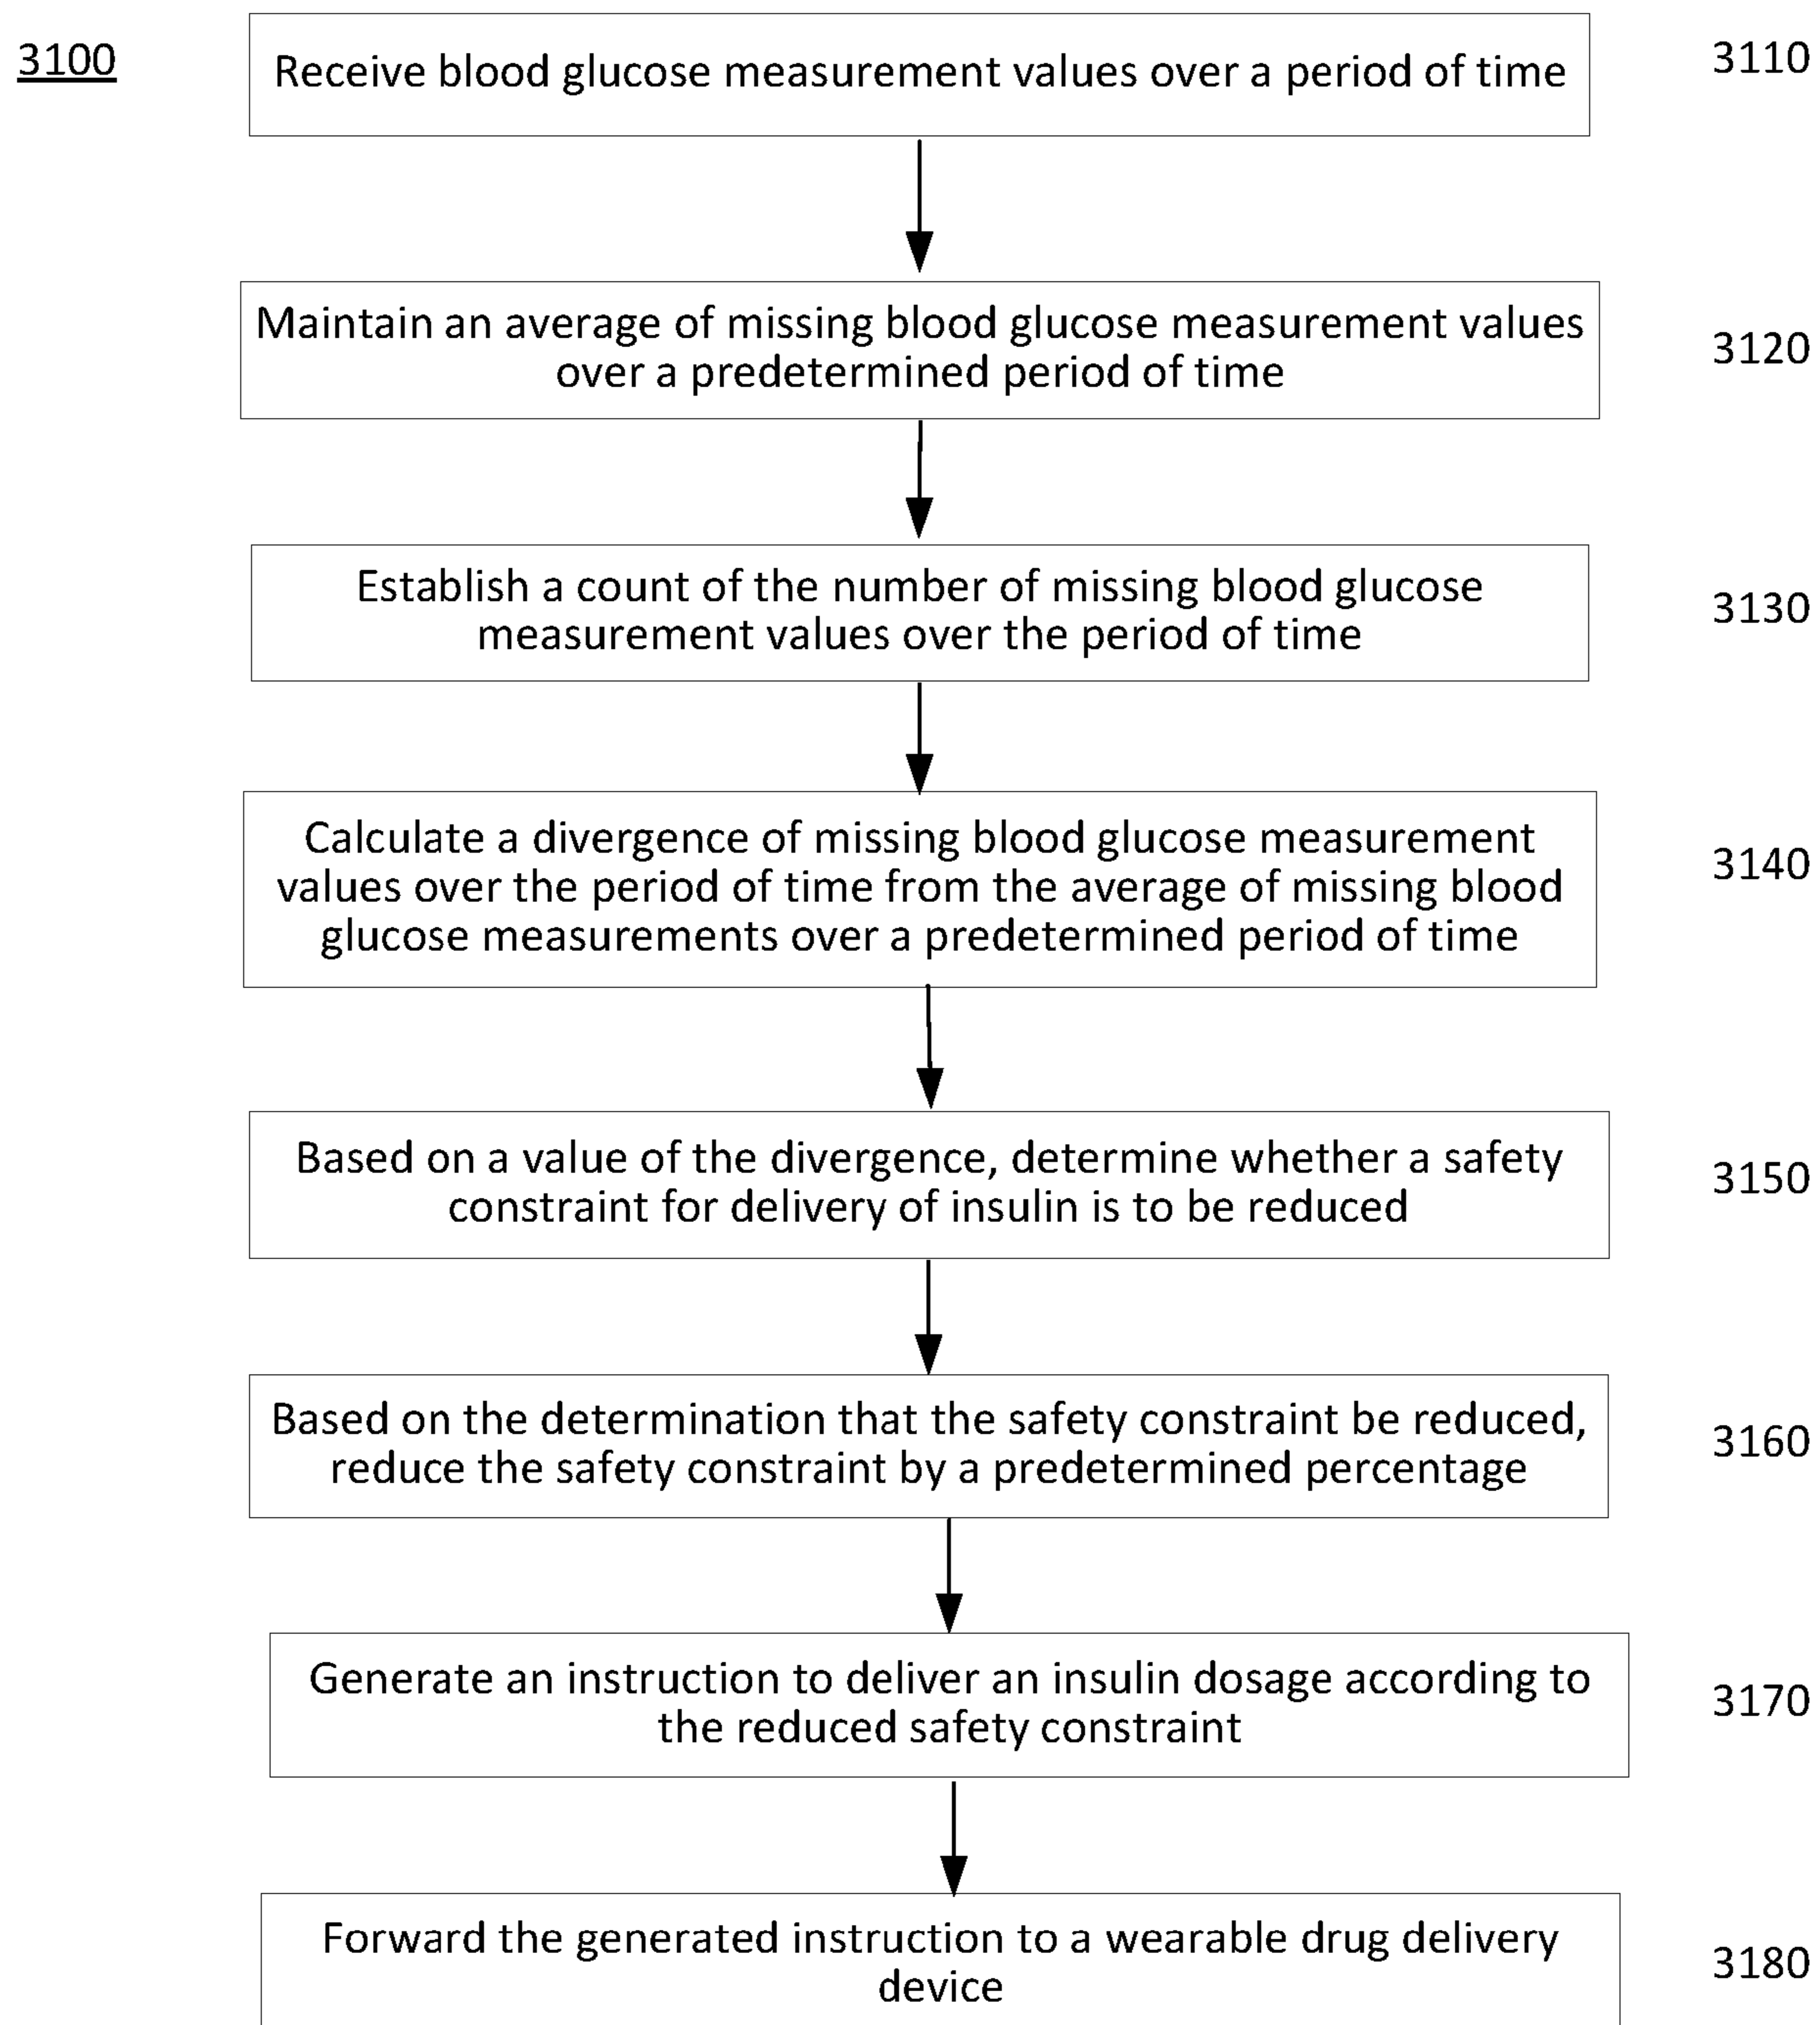 3100
Receive blood glucose measurement values over a period of time
3110
Maintain an average of missing blood glucose measurement values
over a predetermined period of time
3120
Establish a count of the number of missing blood glucose
measurement values over the period of time
3130
Calculate a divergence of missing blood glucose measurement
values over the period of time from the average of missing blood
glucose measurements over a predetermined period of time
3140
Based on a value of the divergence, determine whether a safety
constraint for delivery of insulin is to be reduced
3150
Based on the determination that the safety constraint be reduced,
reduce the safety constraint by a predetermined percentage
3160
Generate an instruction to deliver an insulin dosage according to
the reduced safety constraint
3170
Forward the generated instruction to a wearable drug delivery
device
3180